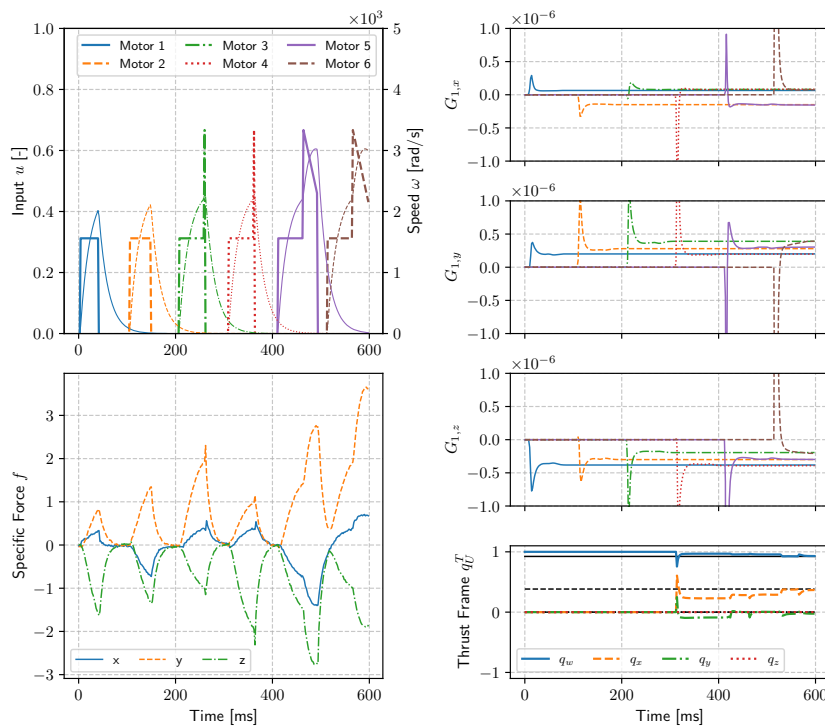 ×10³
1.0
0.8
0.6
0.4
0.2
0.0
Input u [-]
5
4
3
2
1
0
Speed ω [rad/s]
Motor 1 Motor 3 Motor 5
Motor 2 Motor 4 Motor 6
0 200 400 600
3
2
1
0
−1
−2
−3
Specific Force f
x y z
0 200 400 600
Time [ms]
×10⁻⁶
1.0
0.5
0.0
−0.5
−1.0
G₁,ₓ
×10⁻⁶
1.0
0.5
0.0
−0.5
−1.0
G_{1,y}
×10⁻⁶
1.0
0.5
0.0
−0.5
−1.0
G_{1,z}
1
0
−1
Thrust Frame q_U^T
q_w q_x q_y q_z
0 200 400 600
Time [ms]